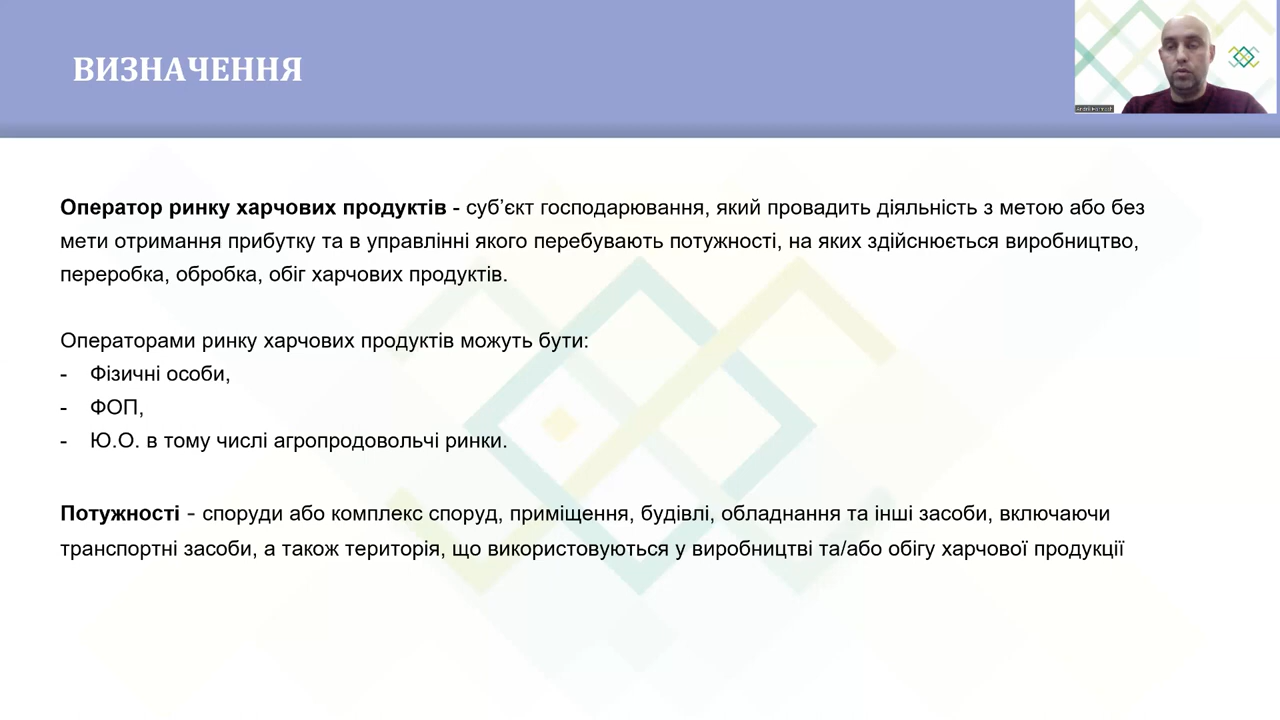 ВИЗНАЧЕННЯ
Оператор ринку харчових продуктів - суб’єкт господарювання, який провадить діяльність з метою або без
мети отримання прибутку та в управлінні якого перебувають потужності, на яких здійснюється виробництво,
переробка, обробка, обіг харчових продуктів.
Операторами ринку харчових продуктів можуть бути:
- Фізичні особи,
- ФОП,
- Ю.О. в тому числі агропродовольчі ринки.
Потужності - споруди або комплекс споруд, приміщення, будівлі, обладнання та інші засоби, включаючи
транспортні засоби, а також територія, що використовуються у виробництві та/або обігу харчової продукції